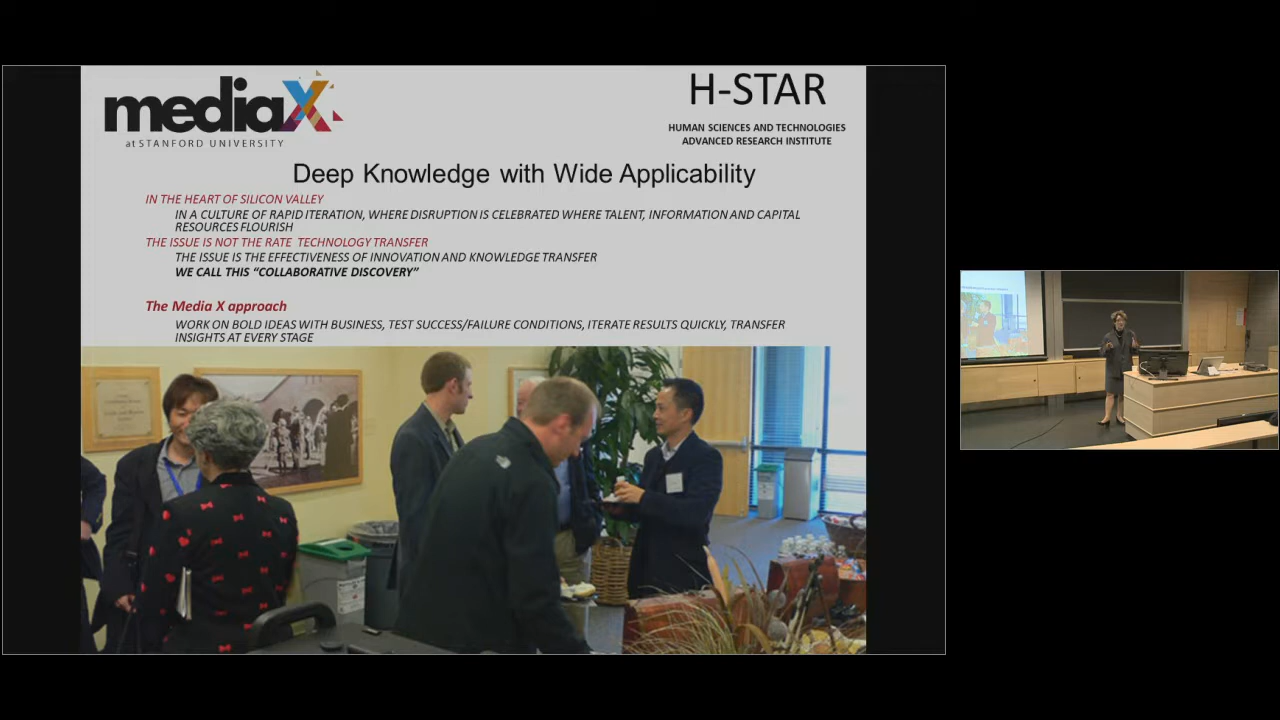 mediaX
at STANFORD UNIVERSITY
H-STAR
HUMAN SCIENCES AND TECHNOLOGIES
ADVANCED RESEARCH INSTITUTE
Deep Knowledge with Wide Applicability
IN THE HEART OF SILICON VALLEY
IN A CULTURE OF RAPID ITERATION, WHERE DISRUPTION IS CELEBRATED WHERE TALENT, INFORMATION AND CAPITAL
RESOURCES FLOURISH
THE ISSUE IS NOT THE RATE TECHNOLOGY TRANSFER
THE ISSUE IS THE EFFECTIVENESS OF INNOVATION AND KNOWLEDGE TRANSFER
WE CALL THIS “COLLABORATIVE DISCOVERY”
The Media X approach
WORK ON BOLD IDEAS WITH BUSINESS, TEST SUCCESS/FAILURE CONDITIONS, ITERATE RESULTS QUICKLY, TRANSFER
INSIGHTS AT EVERY STAGE